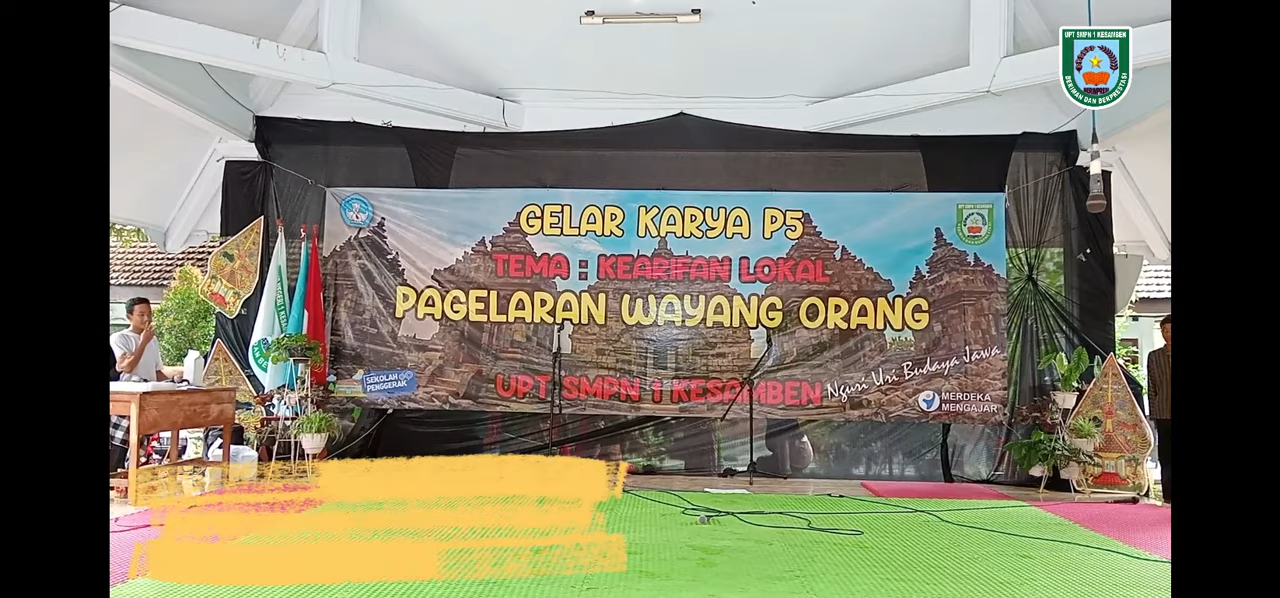 UPT SMPN 1 KESAMBEN
BERIMAN DAN BERPRESTASI
GELAR KARYA P5
TEMA : KEARIFAN LOKAL
PAGELARAN WAYANG ORANG
UPT SMPN 1 KESAMBEN
Nguri Uri Budaya Jawa
SEKOLAH
PENGGERAK
MERDEKA
MENGAJAR